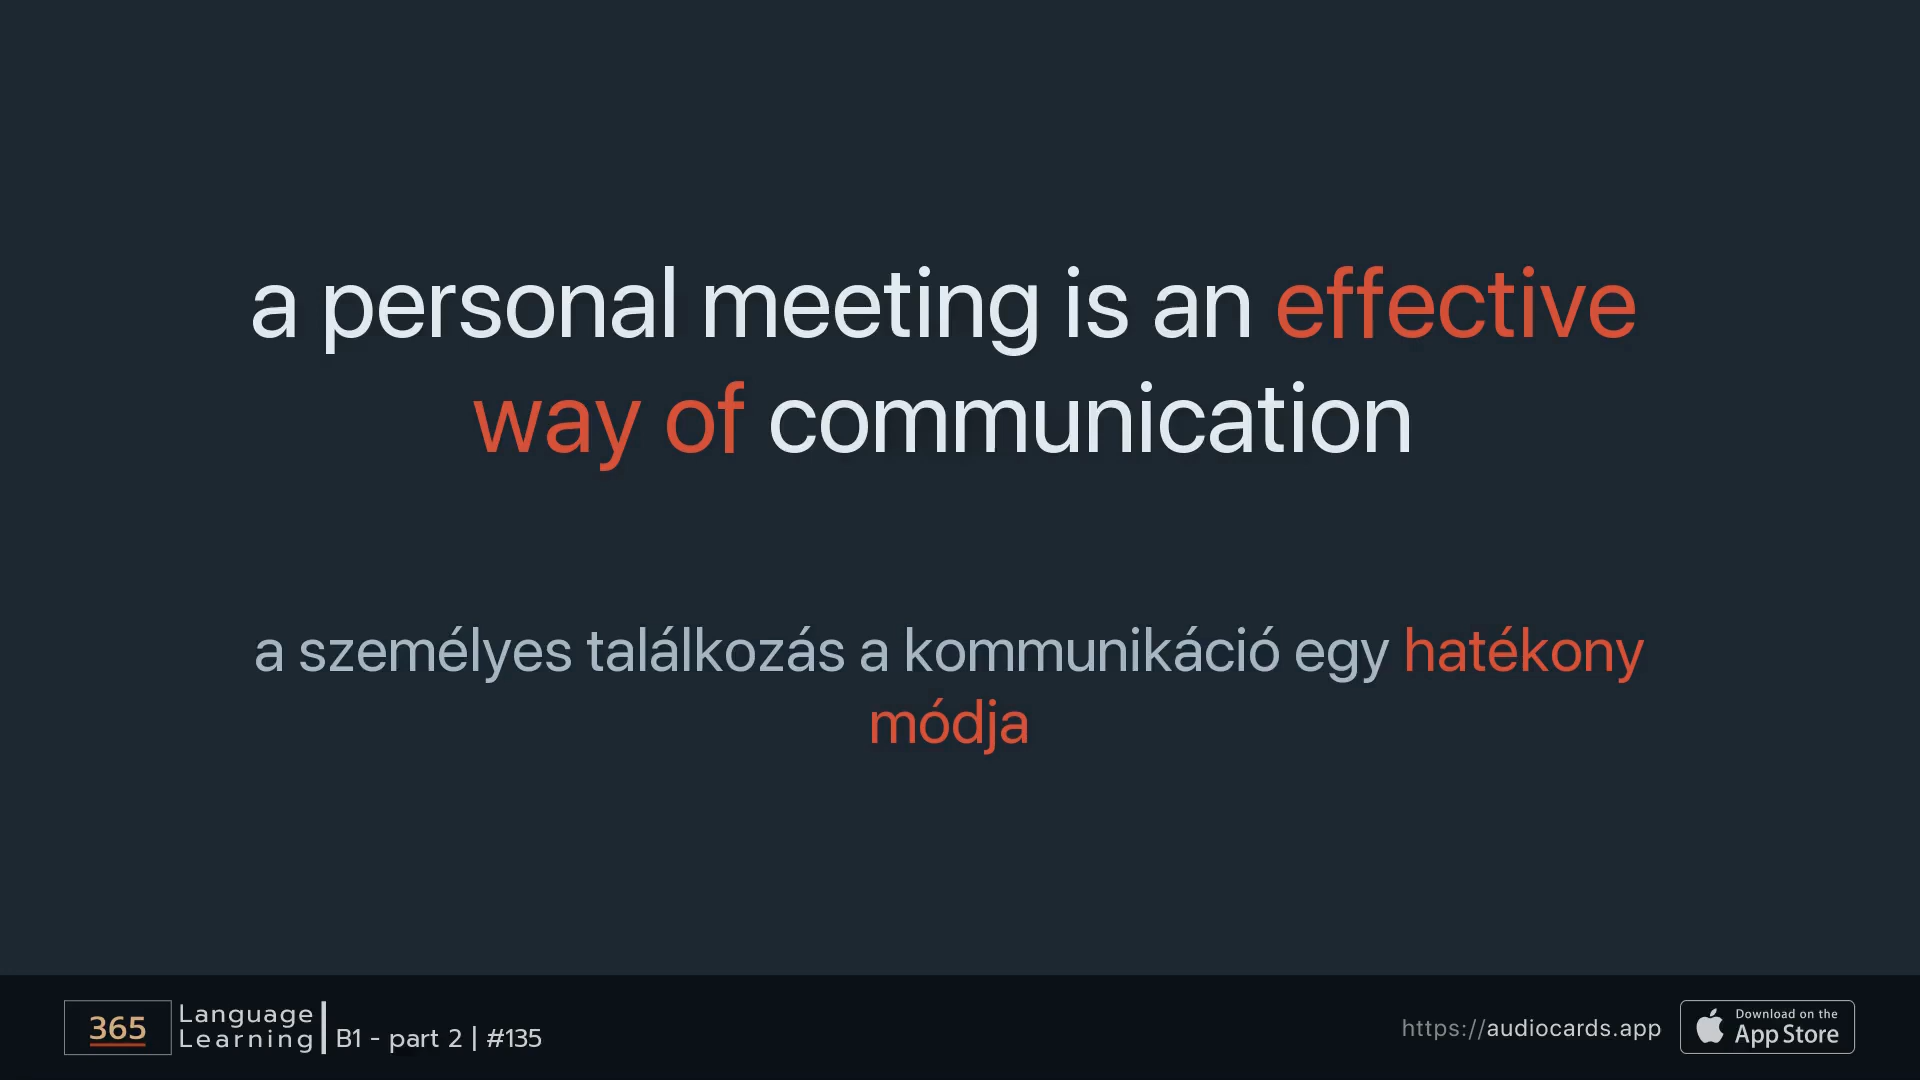 a personal meeting is an effective
way of communication
a személyes találkozás a kommunikáció egy hatékony
módja
365
Language
Learning
B1 - part 2 | #135
https://audiocards.app
Download on the
App Store